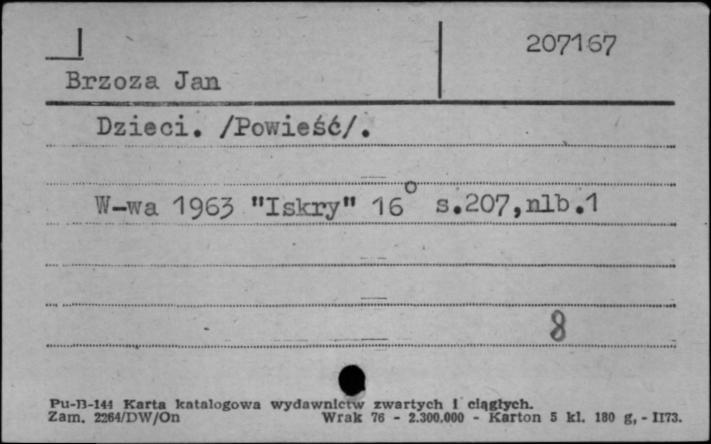 207167
Brzoza Jan
Dzieci. /Powieść/.
W-wa 1963 "Iskry" 16° s.207,nlb.1
8
Pu-B-144 Karta katalogowa wydawnictw zwartych i ciągłych.
Zam. 2264/DW/On Wrak 76 - 2.300.000 - Karton 5 kl. 180 g, - II73.